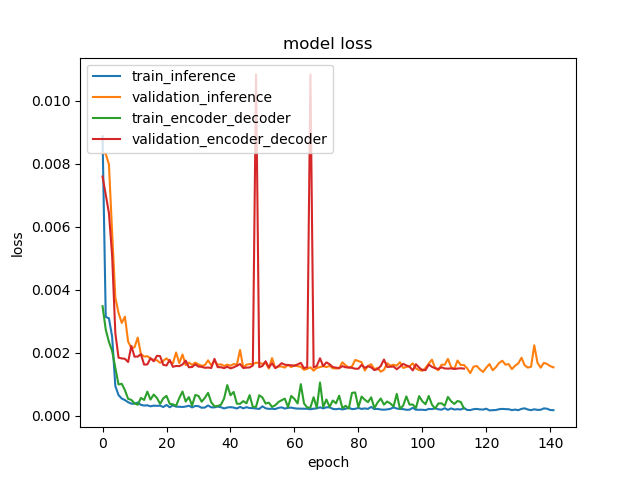 model loss
train_inference
validation_inference
train_encoder_decoder
validation_encoder_decoder
loss
0.010
0.008
0.006
0.004
0.002
0.000
0 20 40 60 80 100 120 140
epoch